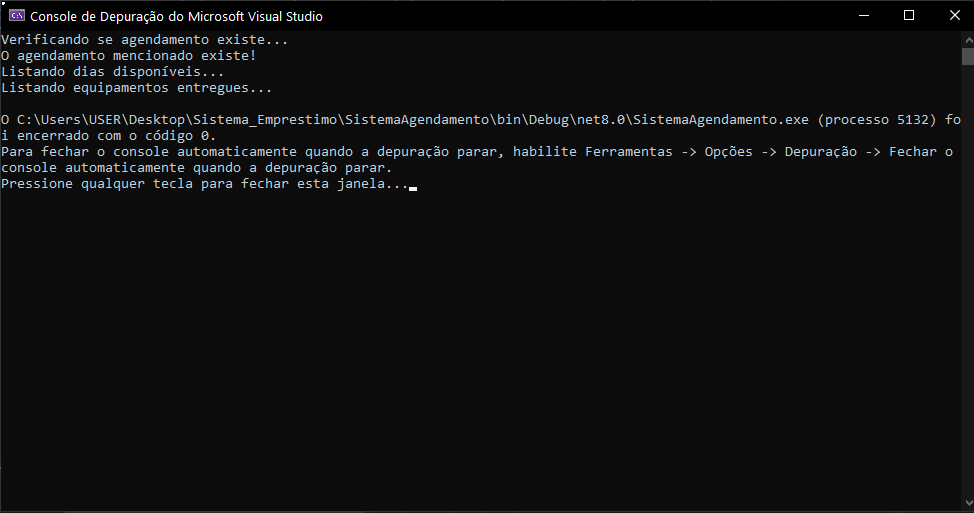 Console de Depuração do Microsoft Visual Studio
Verificando se agendamento existe...
O agendamento mencionado existe!
Listando dias disponíveis...
Listando equipamentos entregues...
O C:\Users\USER\Desktop\Sistema_Emprestimo\SistemaAgendamento\bin\Debug\net8.0\SistemaAgendamento.exe (processo 5132) fo
i encerrado com o código 0.
Para fechar o console automaticamente quando a depuração parar, habilite Ferramentas -> Opções -> Depuração -> Fechar o
console automaticamente quando a depuração parar.
Pressione qualquer tecla para fechar esta janela...